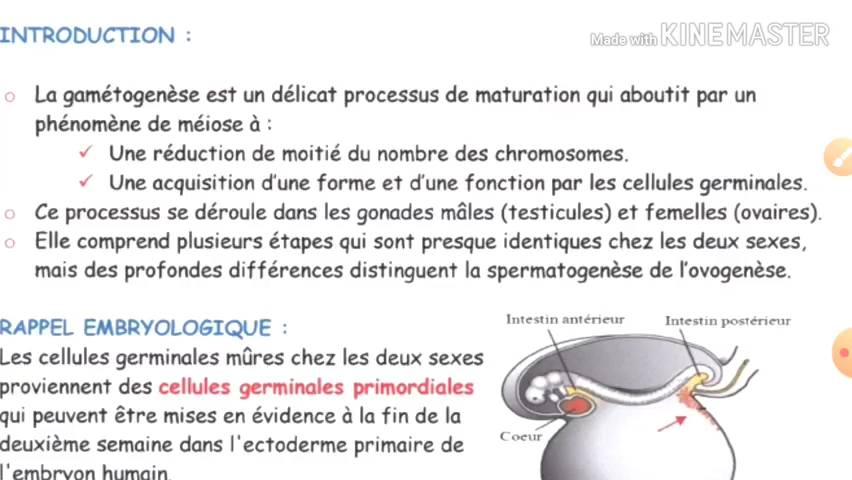 INTRODUCTION :
Made with KINEMASTER
La gamétogenèse est un délicat processus de maturation qui aboutit par un
phénomène de méiose à :
Une réduction de moitié du nombre des chromosomes.
Une acquisition d'une forme et d'une fonction par les cellules germinales.
Ce processus se déroule dans les gonades mâles (testicules) et femelles (ovaires).
Elle comprend plusieurs étapes qui sont presque identiques chez les deux sexes,
mais des profondes différences distinguent la spermatogenèse de l'ovogenèse.
RAPPEL EMBRYOLOGIQUE :
Les cellules germinales mûres chez les deux sexes
proviennent des cellules germinales primordiales
qui peuvent être mises en évidence à la fin de la
deuxième semaine dans l'ectoderme primaire de
l'embryon humain.
Intestin antérieur
Intestin postérieur
Coeur